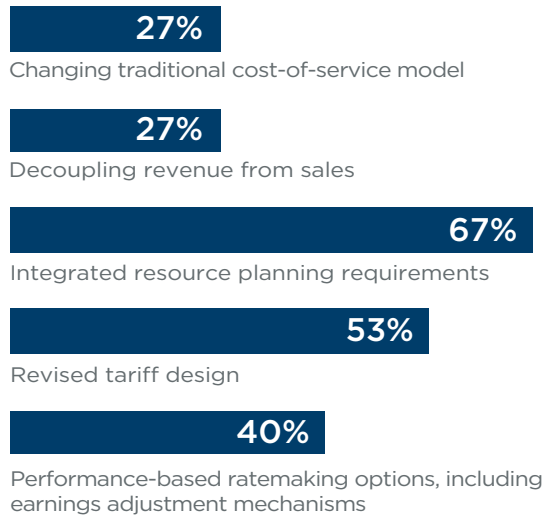 27%
Changing traditional cost-of-service model
27%
Decoupling revenue from sales
67%
Integrated resource planning requirements
53%
Revised tariff design
40%
Performance-based ratemaking options, including
earnings adjustment mechanisms